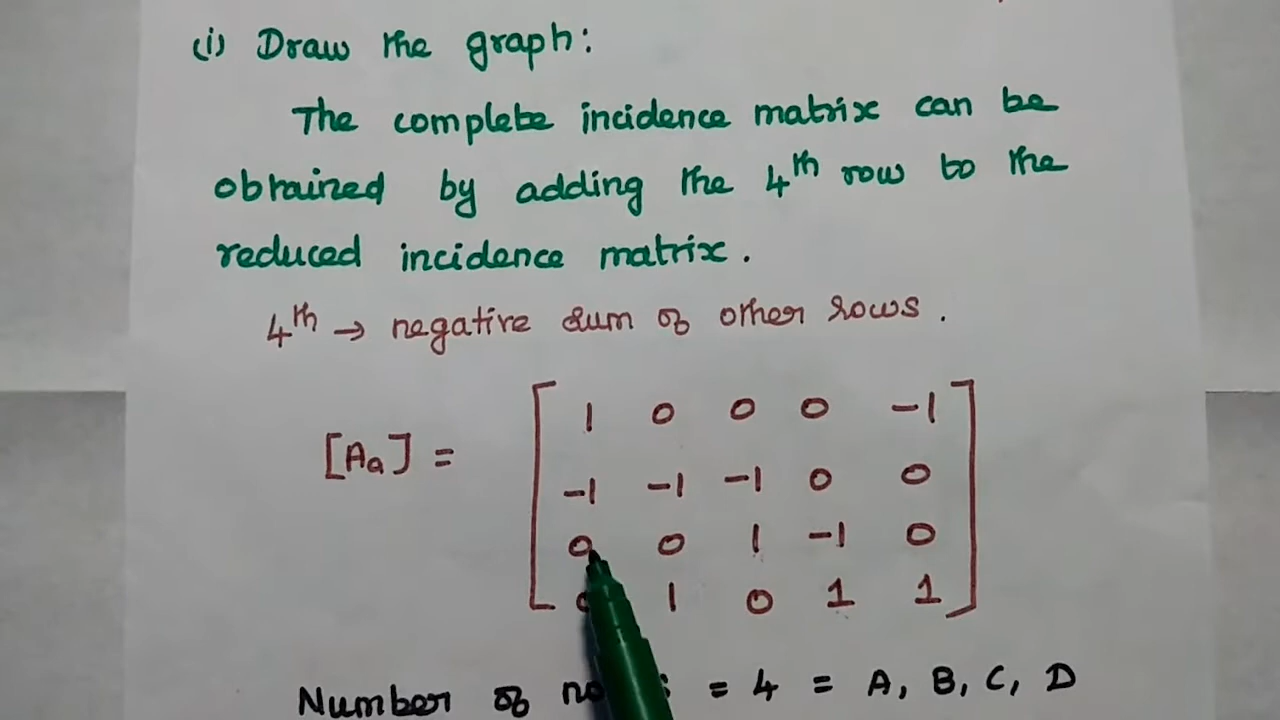 (i) Draw the graph:
The complete incidence matrix can be
obtained by adding the 4th row to the
reduced incidence matrix.
4th → negative sum of other rows.
[Aa] =
1 0 0 0 -1
-1 -1 -1 0 0
0 0 1 -1 0
1 0 1 1
Number of = 4 = A, B, C, D